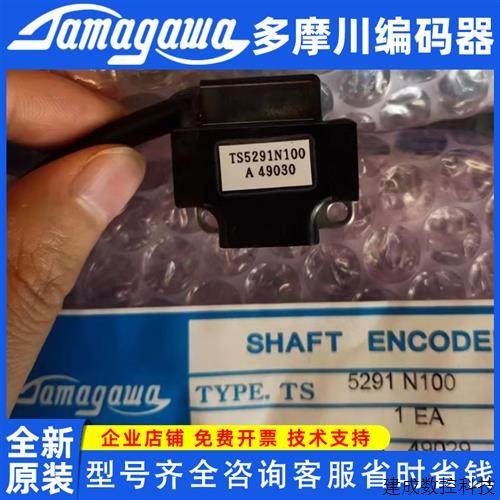 Tamagawa 多摩川编码器
TS5291N100
A 49030
SHAFT ENCODE
Tamagawa
TYPE. TS 5291 N100
1 EA
49029
全新
原装
企业店铺 免费开票 技术支持
型号齐全咨询客服省时省钱
建成数控科技